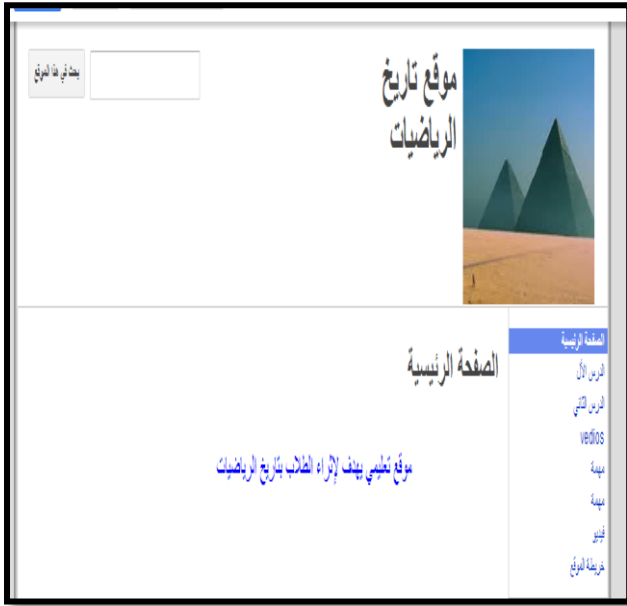 موقع تاريخ
الرياضيات
بحث في هذا الموقع
الصفحة الرئيسية
الدرس الأول
الدرس الثاني
vedios
مهمة
مهمة
فيديو
خريطة الموقع
الصفحة الرئيسية
موقع تعليمي يهدف لإثراء الطلاب بتاريخ الرياضيات